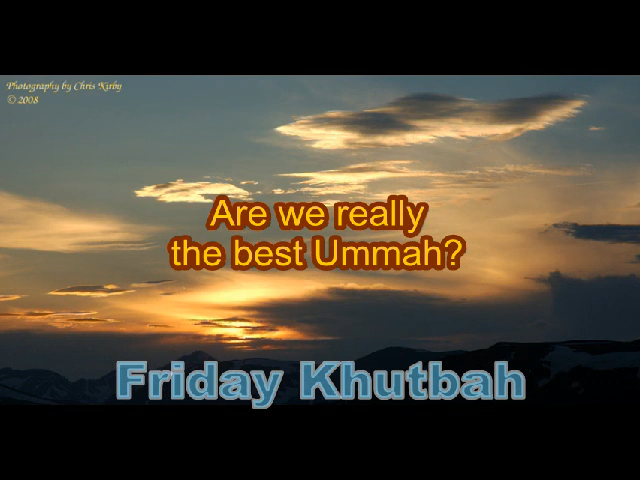 Photography by Chris Kirby
© 2008
Are we really
the best Ummah?
Friday Khutbah